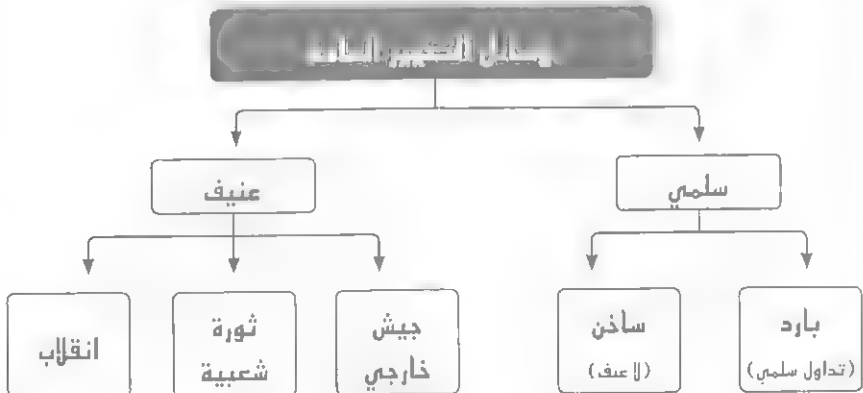 سلمي
عنيف
بارد
(تداول سلمي)
ساخن
(لا عنف)
جيش
خارجي
ثورة
شعبية
انقلاب